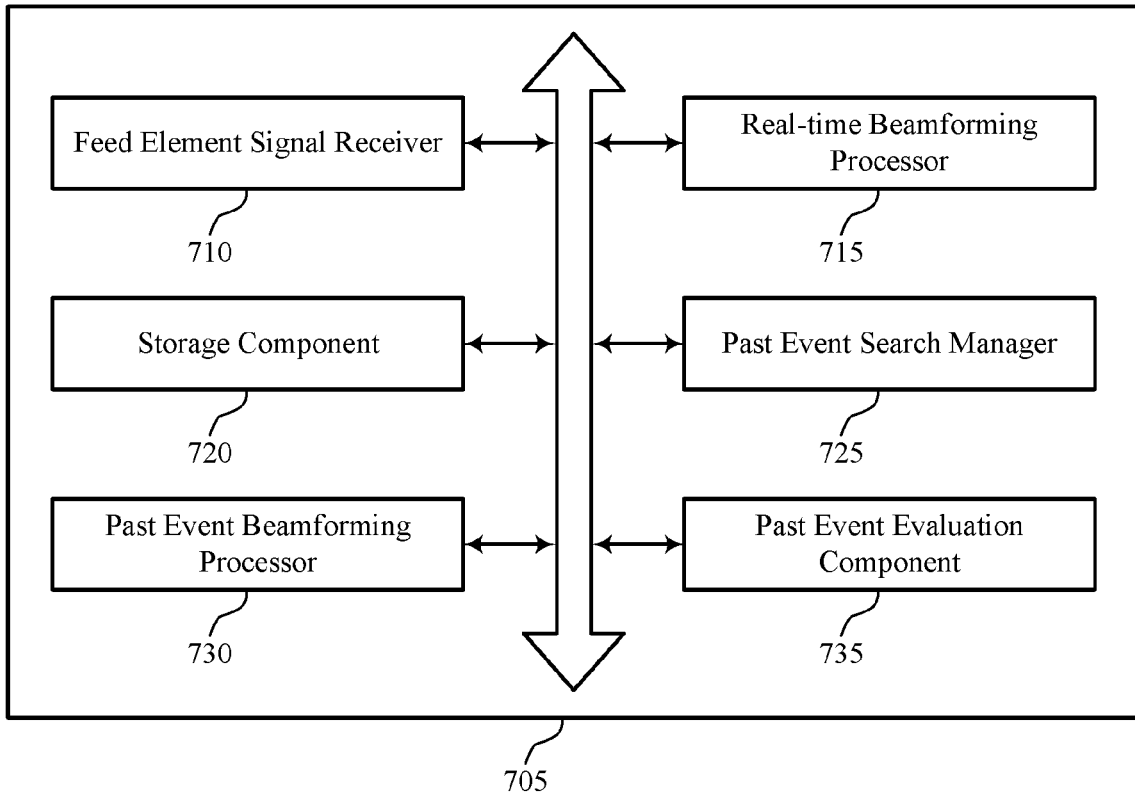 Feed Element Signal Receiver
710
Real-time Beamforming
Processor
715
Storage Component
720
Past Event Search Manager
725
Past Event Beamforming
Processor
730
Past Event Evaluation
Component
735
705